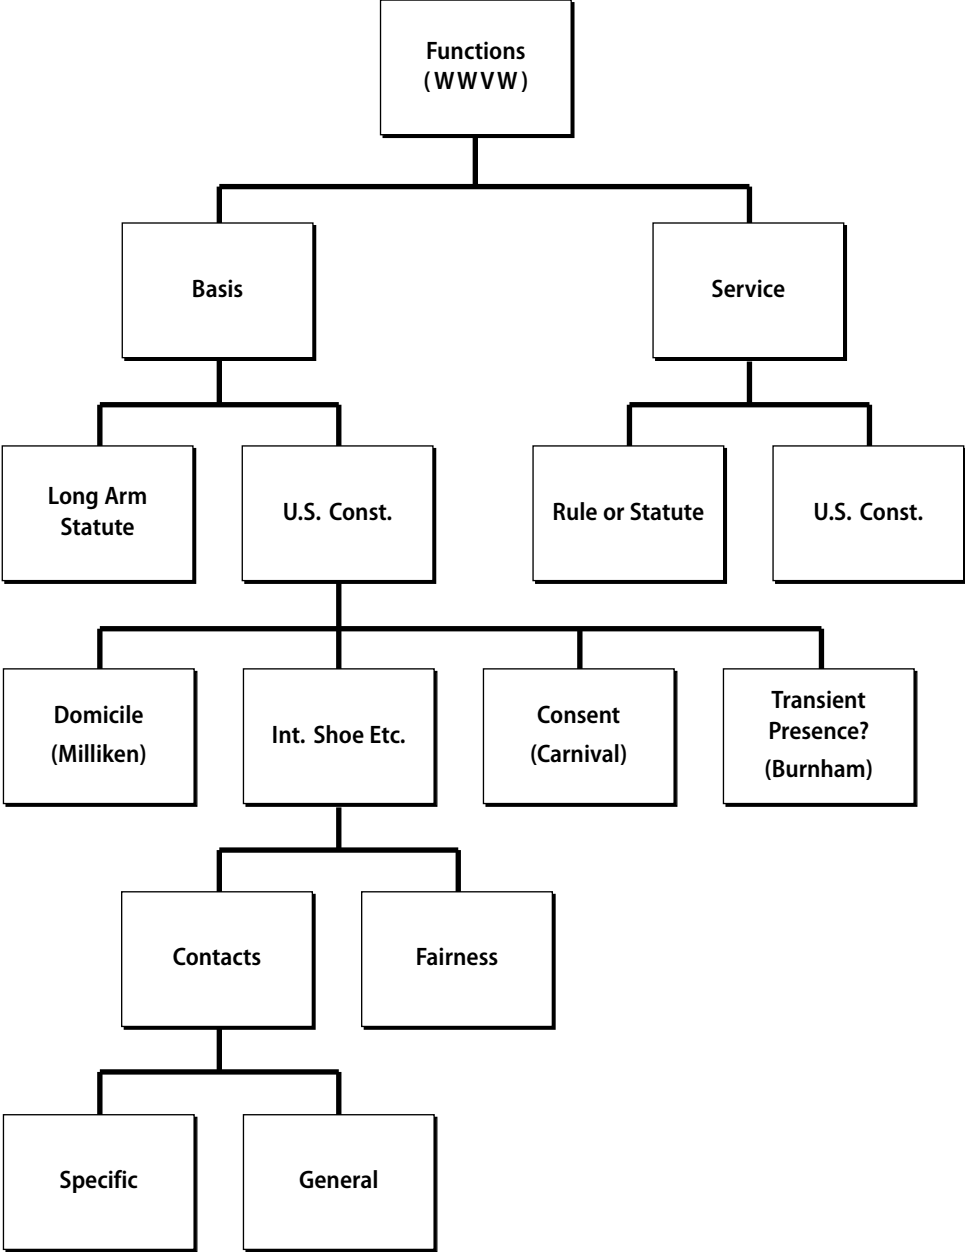 Functions
(WWVW)
Basis
Service
Long Arm
Statute
U.S. Const.
Rule or Statute
U.S. Const.
Domicile
(Milliken)
Int. Shoe Etc.
Consent
(Carnival)
Transient
Presence?
(Burnham)
Contacts
Fairness
Specific
General